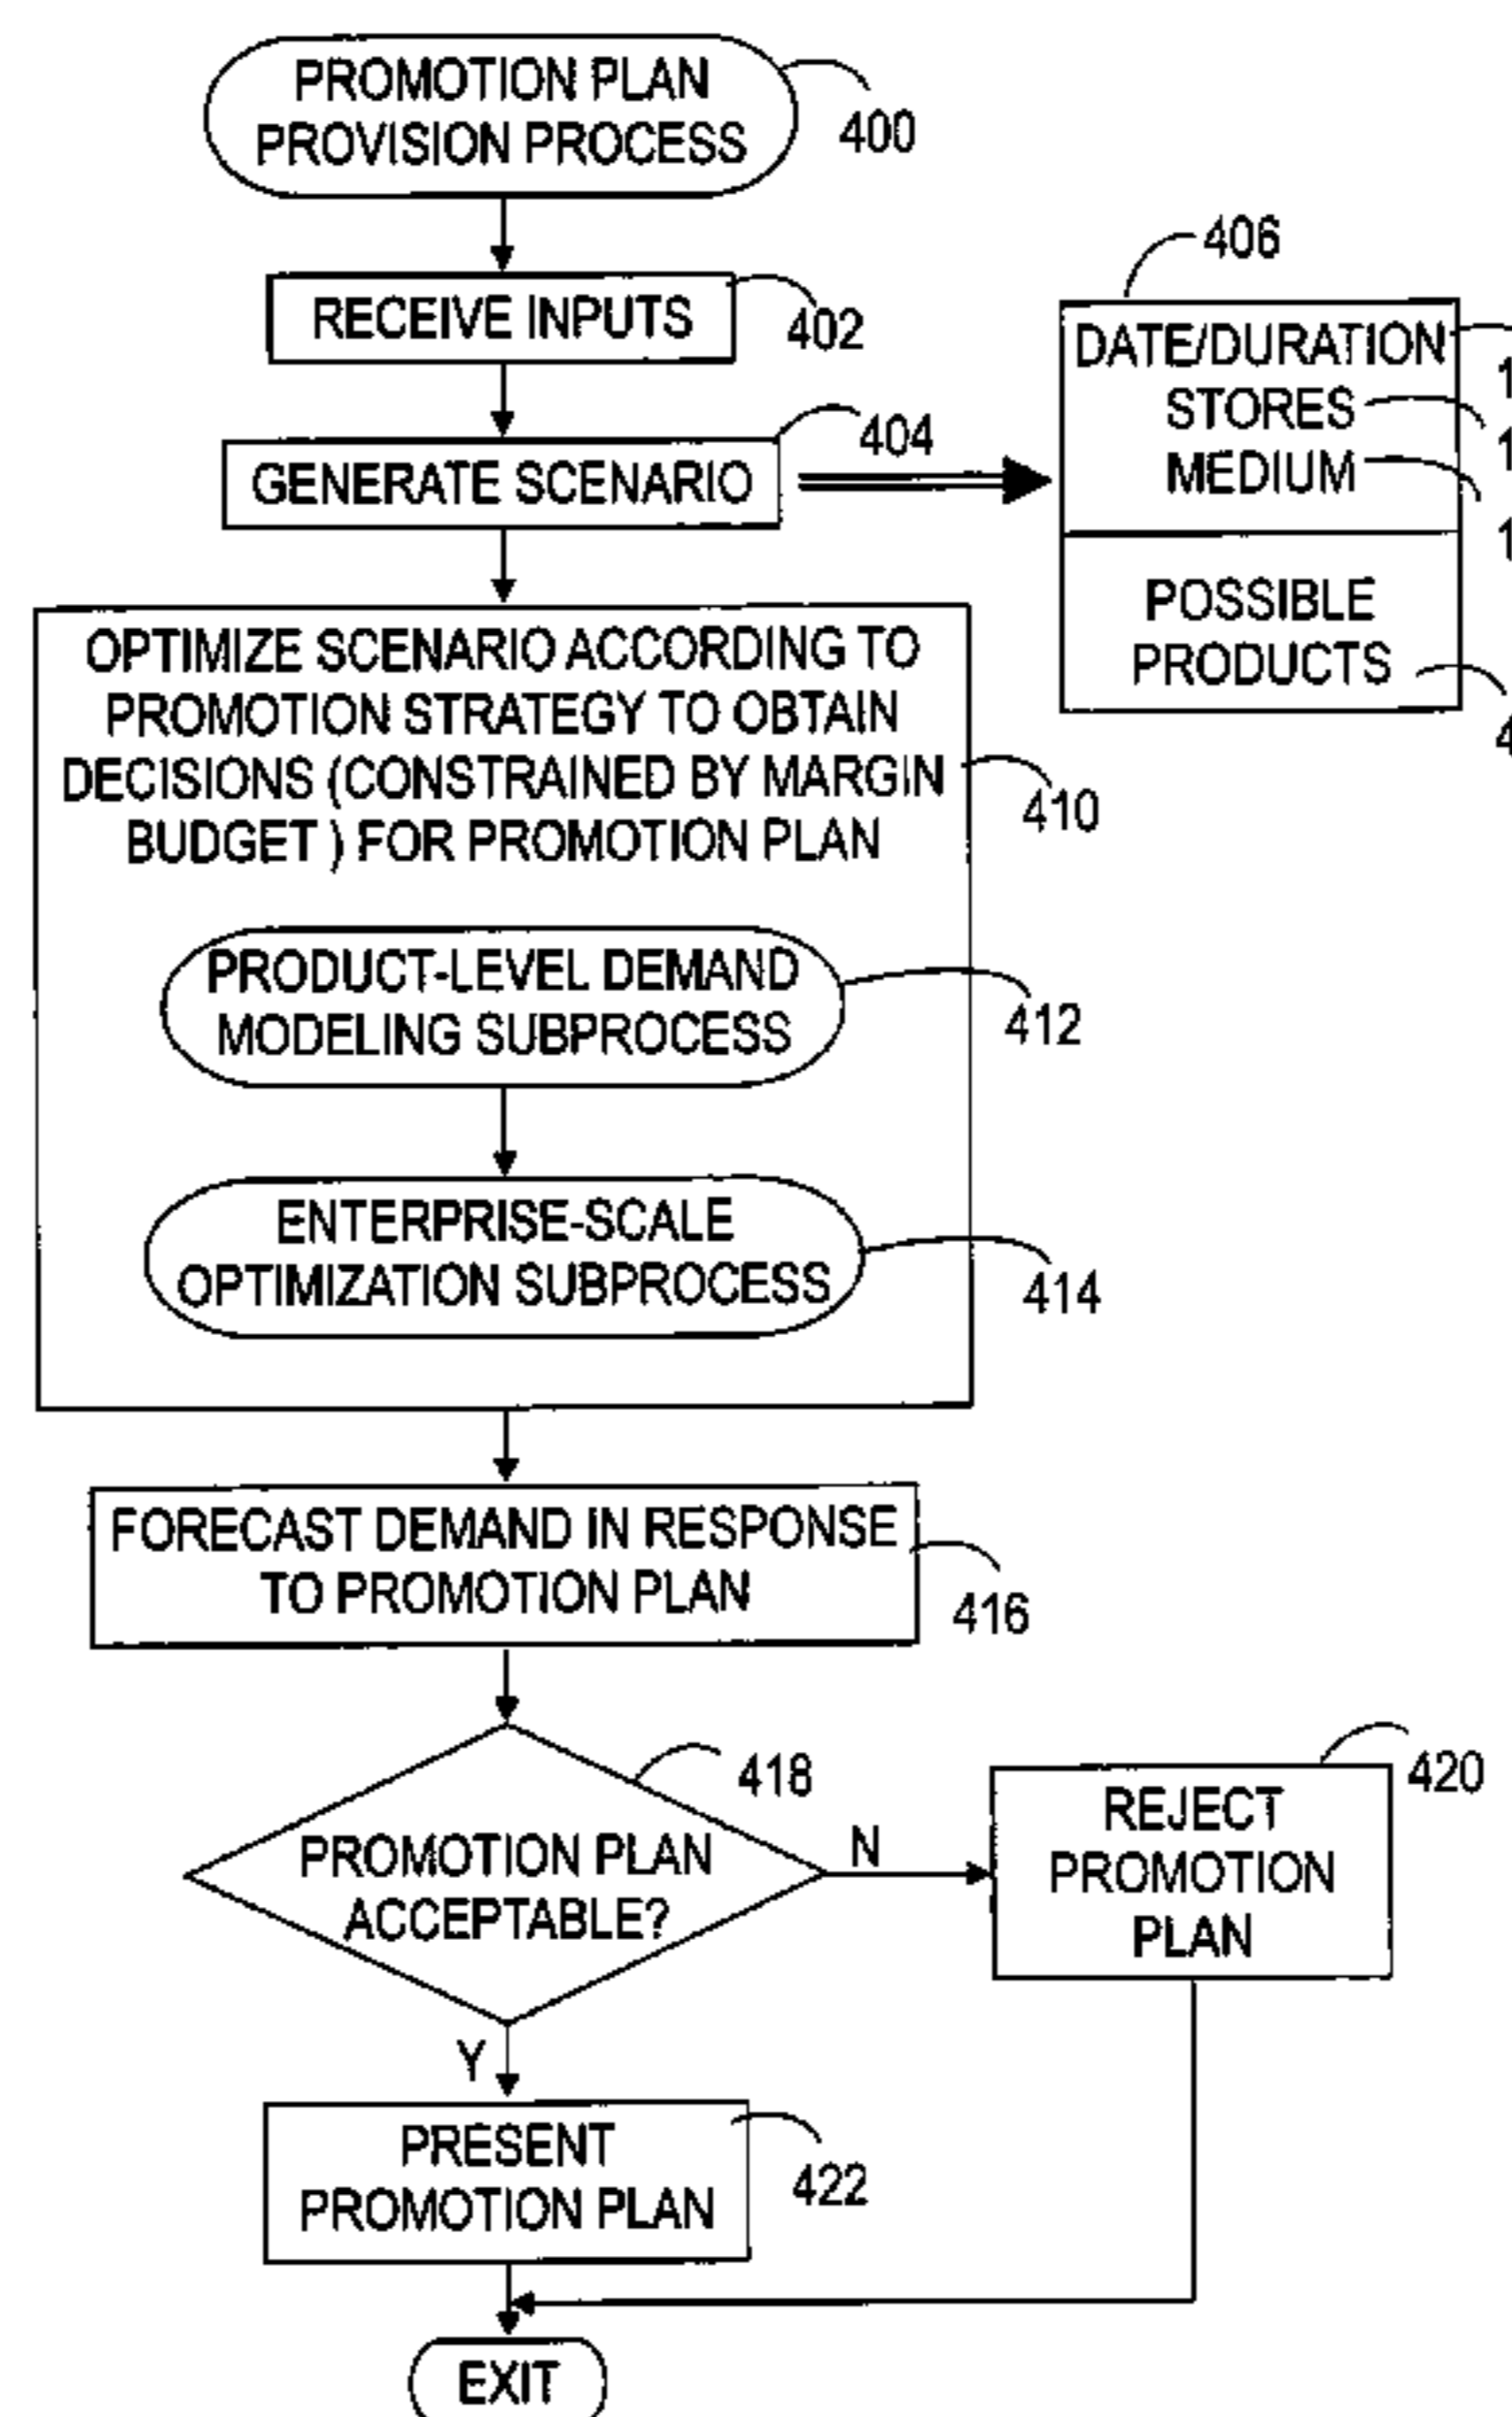 PROMOTION PLAN
PROVISION PROCESS
400
RECEIVE INPUTS
402
GENERATE SCENARIO
404
406
DATE/DURATION
STORES
MEDIUM
POSSIBLE
PRODUCTS
OPTIMIZE SCENARIO ACCORDING TO
PROMOTION STRATEGY TO OBTAIN
DECISIONS (CONSTRAINED BY MARGIN
BUDGET ) FOR PROMOTION PLAN
410
PRODUCT-LEVEL DEMAND
MODELING SUBPROCESS
412
ENTERPRISE-SCALE
OPTIMIZATION SUBPROCESS
414
FORECAST DEMAND IN RESPONSE
TO PROMOTION PLAN
416
418
PROMOTION PLAN
ACCEPTABLE?
N
420
REJECT
PROMOTION
PLAN
Y
PRESENT
PROMOTION PLAN
422
EXIT